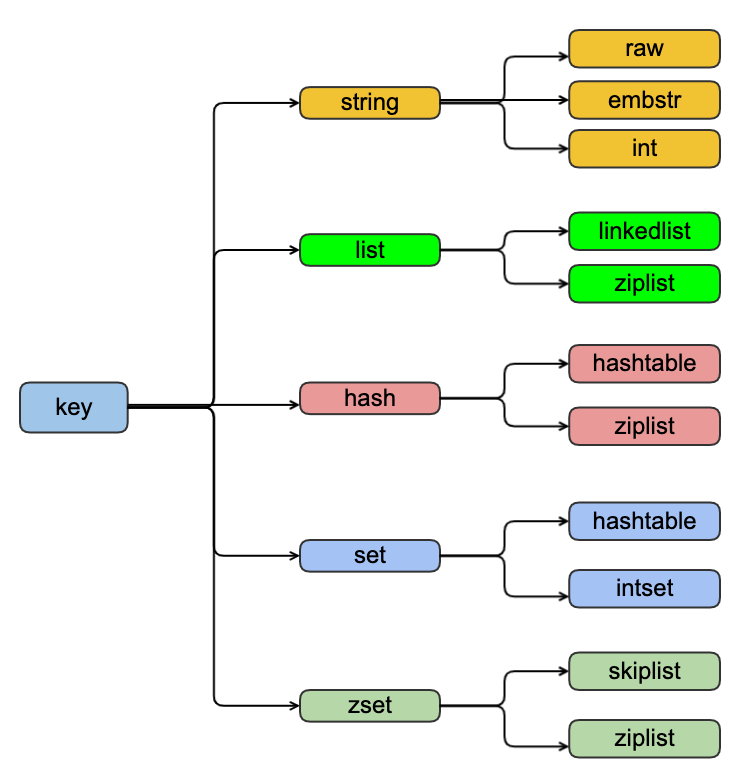 key
string
raw
embstr
int
list
linkedlist
ziplist
hash
hashtable
ziplist
set
hashtable
intset
zset
skiplist
ziplist